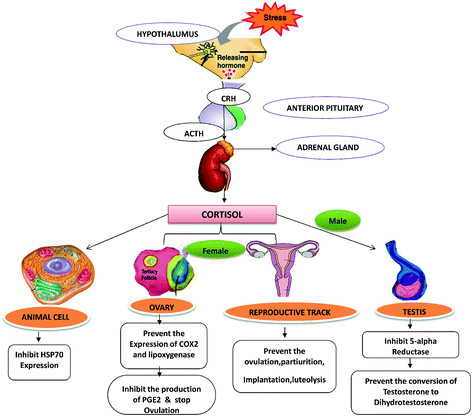 Stress
HYPOTHALUMUS
Releasing
hormone
CRH
ANTERIOR PITUITARY
ACTH
ADRENAL GLAND
CORTISOL
Male
Female
Tertiary
Follicle
ANIMAL CELL
OVARY
REPRODUCTIVE TRACK
TESTIS
Inhibit HSP70
Expression
Prevent the
Expression of COX2
and lipoxygenase
Inhibit the production
of PGE2 & stop
Ovulation
Prevent the
ovulation,partiurition,
Implantation,luteolysis
Inhibit 5-alpha
Reductase
Prevent the conversion of
Testosterone to
Dihydrotestosterone